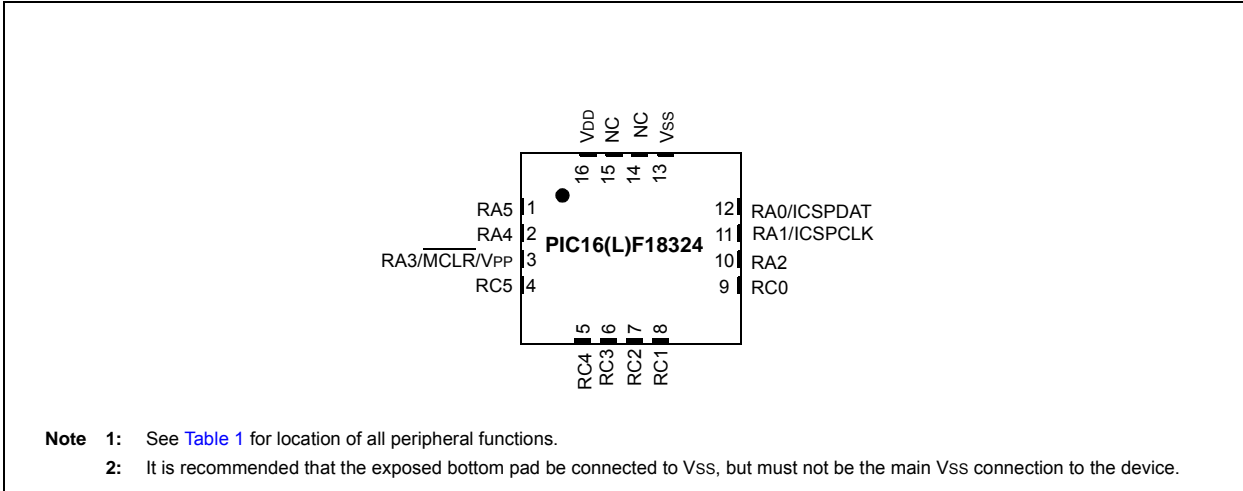 VDD
NC
NC
VSS
16
15
14
13
RA5 1
RA4 2
RA3/MCLR/VPP 3
RC5 4
PIC16(L)F18324
12 RA0/ICSPDAT
11 RA1/ICSPCLK
10 RA2
9 RC0
5
6
7
8
RC4
RC3
RC2
RC1
Note 1: See Table 1 for location of all peripheral functions.
2: It is recommended that the exposed bottom pad be connected to VSS, but must not be the main VSS connection to the device.